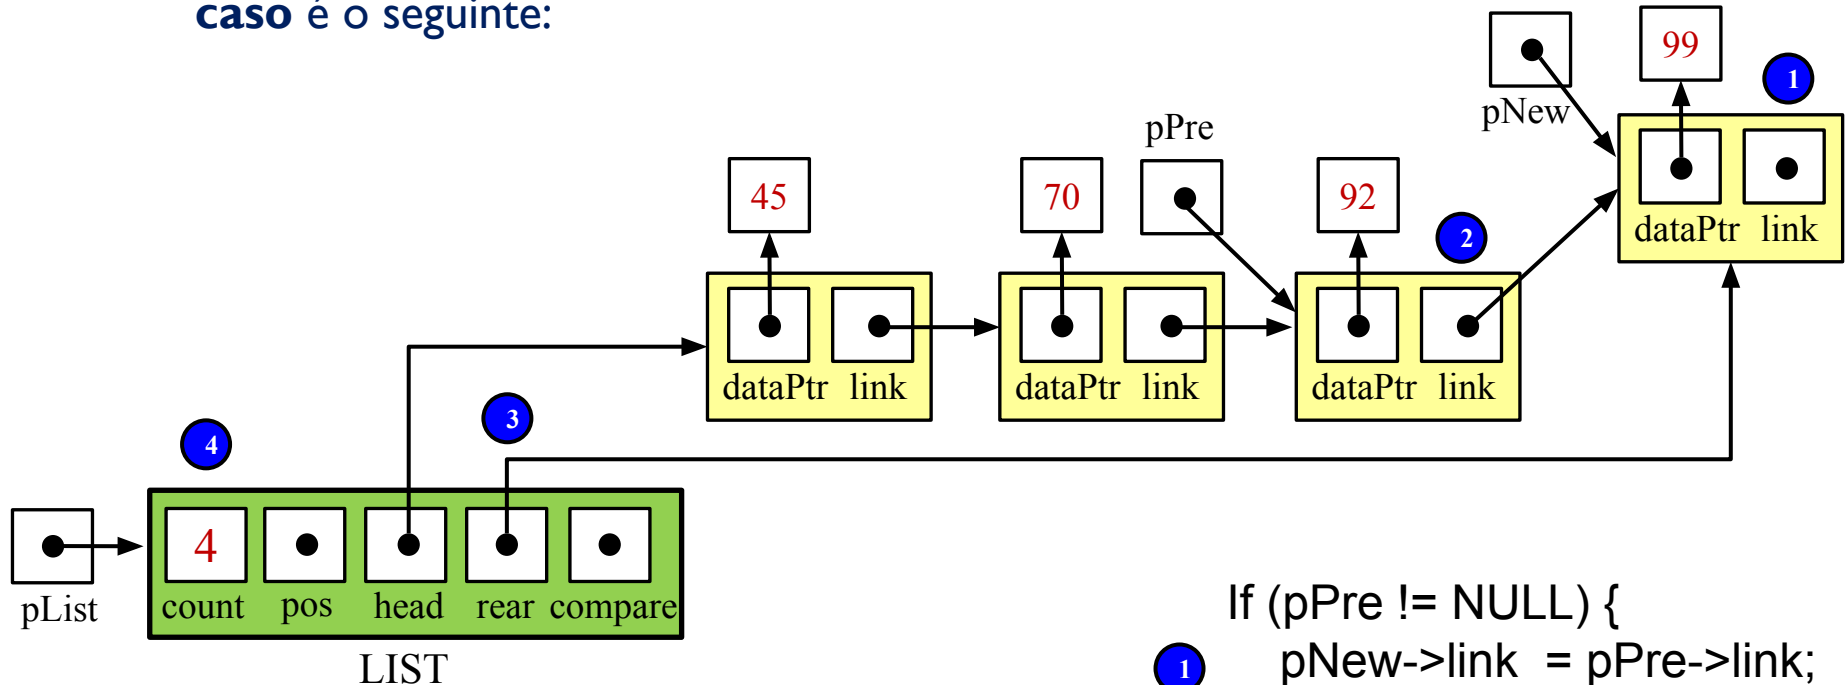 caso é o seguinte:
99
1
pNew
pPre
45
70
92
dataPtr link
2
dataPtr link
dataPtr link
dataPtr link
3
4
4
pList
count pos head rear compare
LIST
If (pPre != NULL) {
1 pNew->link = pPre->link;